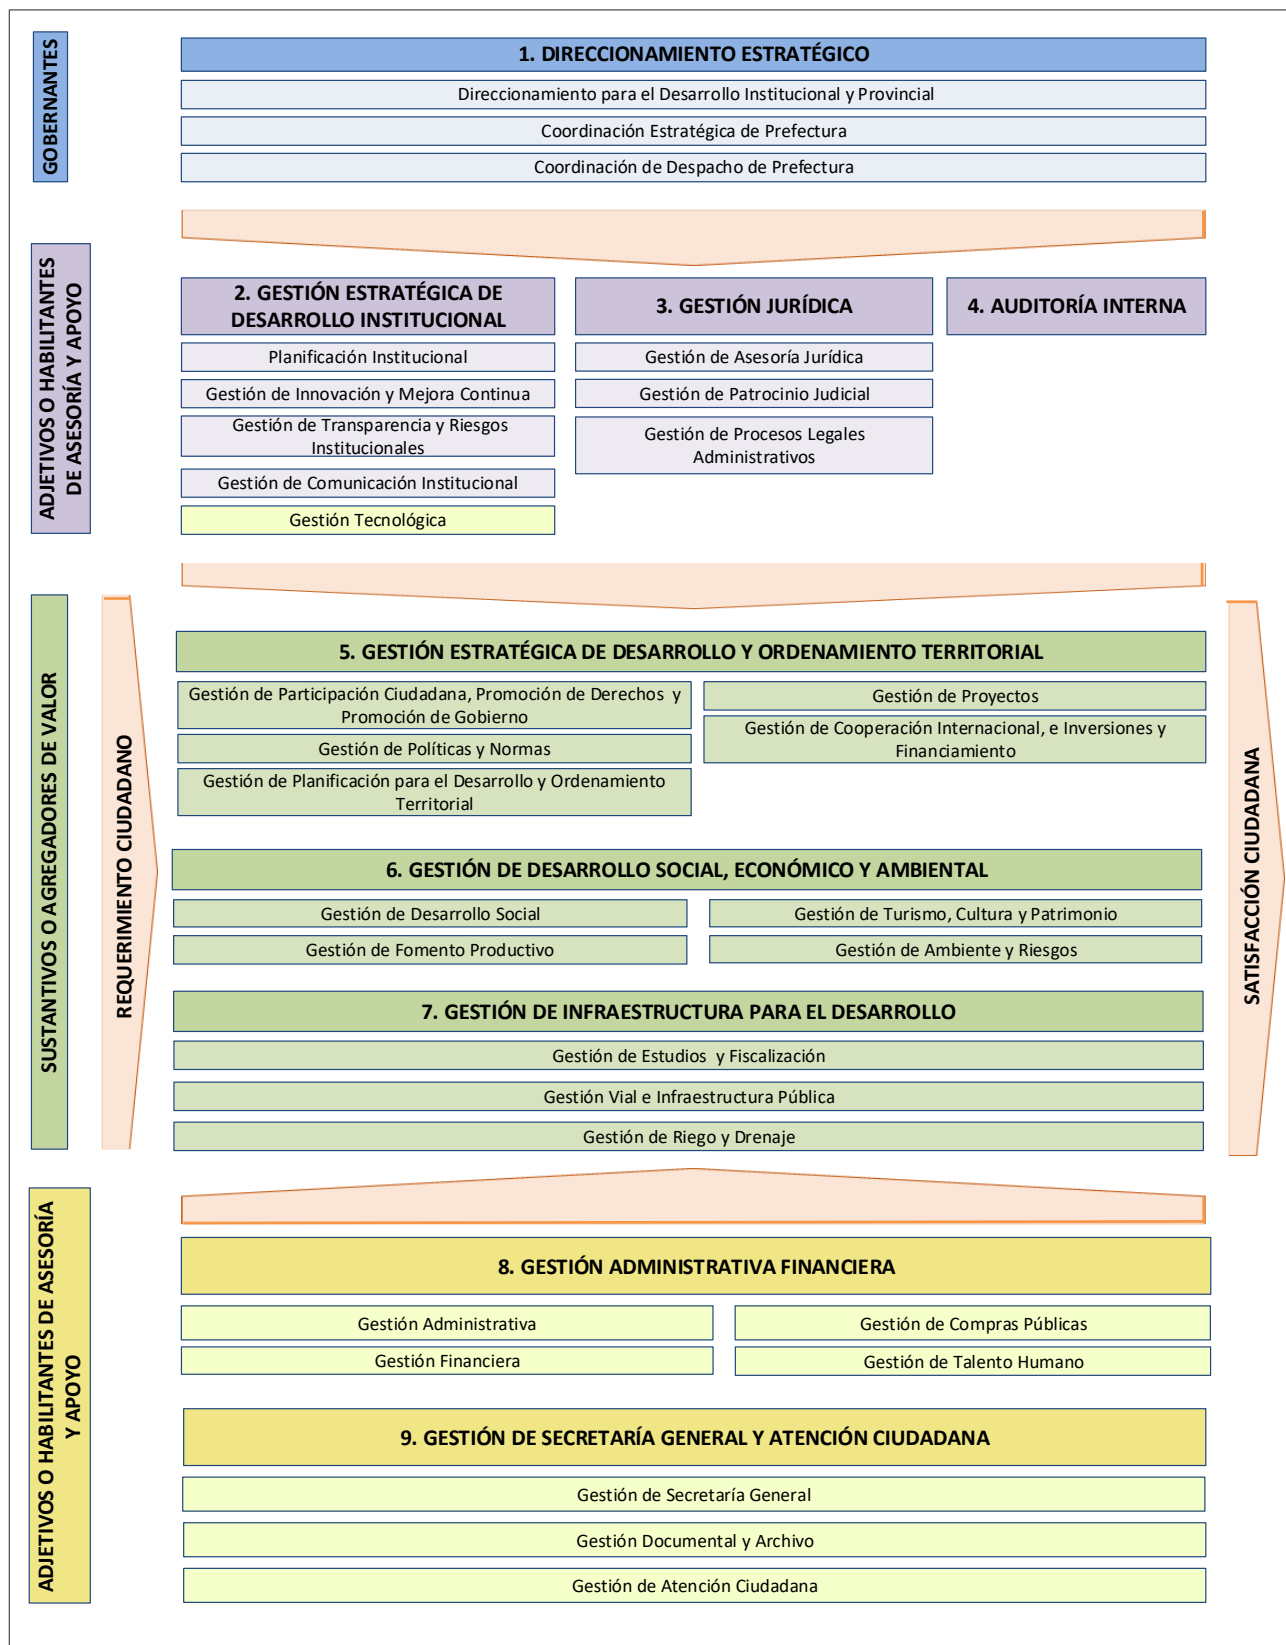 GOBERNANTES
1. DIRECCIONAMIENTO ESTRATÉGICO
Direccionamiento para el Desarrollo Institucional y Provincial
Coordinación Estratégica de Prefectura
Coordinación de Despacho de Prefectura
ADJETIVOS O HABILITANTES
DE ASESORÍA Y APOYO
2. GESTIÓN ESTRATÉGICA DE
DESARROLLO INSTITUCIONAL
Planificación Institucional
Gestión de Innovación y Mejora Continua
Gestión de Transparencia y Riesgos
Institucionales
Gestión de Comunicación Institucional
Gestión Tecnológica
3. GESTIÓN JURÍDICA
Gestión de Asesoría Jurídica
Gestión de Patrocinio Judicial
Gestión de Procesos Legales
Administrativos
4. AUDITORÍA INTERNA
SUSTANTIVOS O AGREGADORES DE VALOR
REQUERIMIENTO CIUDADANO
5. GESTIÓN ESTRATÉGICA DE DESARROLLO Y ORDENAMIENTO TERRITORIAL
Gestión de Participación Ciudadana, Promoción de Derechos y
Promoción de Gobierno
Gestión de Políticas y Normas
Gestión de Planificación para el Desarrollo y Ordenamiento
Territorial
Gestión de Proyectos
Gestión de Cooperación Internacional, e Inversiones y
Financiamiento
6. GESTIÓN DE DESARROLLO SOCIAL, ECONÓMICO Y AMBIENTAL
Gestión de Desarrollo Social
Gestión de Fomento Productivo
Gestión de Turismo, Cultura y Patrimonio
Gestión de Ambiente y Riesgos
7. GESTIÓN DE INFRAESTRUCTURA PARA EL DESARROLLO
Gestión de Estudios y Fiscalización
Gestión Vial e Infraestructura Pública
Gestión de Riego y Drenaje
SATISFACCIÓN CIUDADANA
ADJETIVOS O HABILITANTES DE ASESORÍA
Y APOYO
8. GESTIÓN ADMINISTRATIVA FINANCIERA
Gestión Administrativa
Gestión Financiera
Gestión de Compras Públicas
Gestión de Talento Humano
9. GESTIÓN DE SECRETARÍA GENERAL Y ATENCIÓN CIUDADANA
Gestión de Secretaría General
Gestión Documental y Archivo
Gestión de Atención Ciudadana